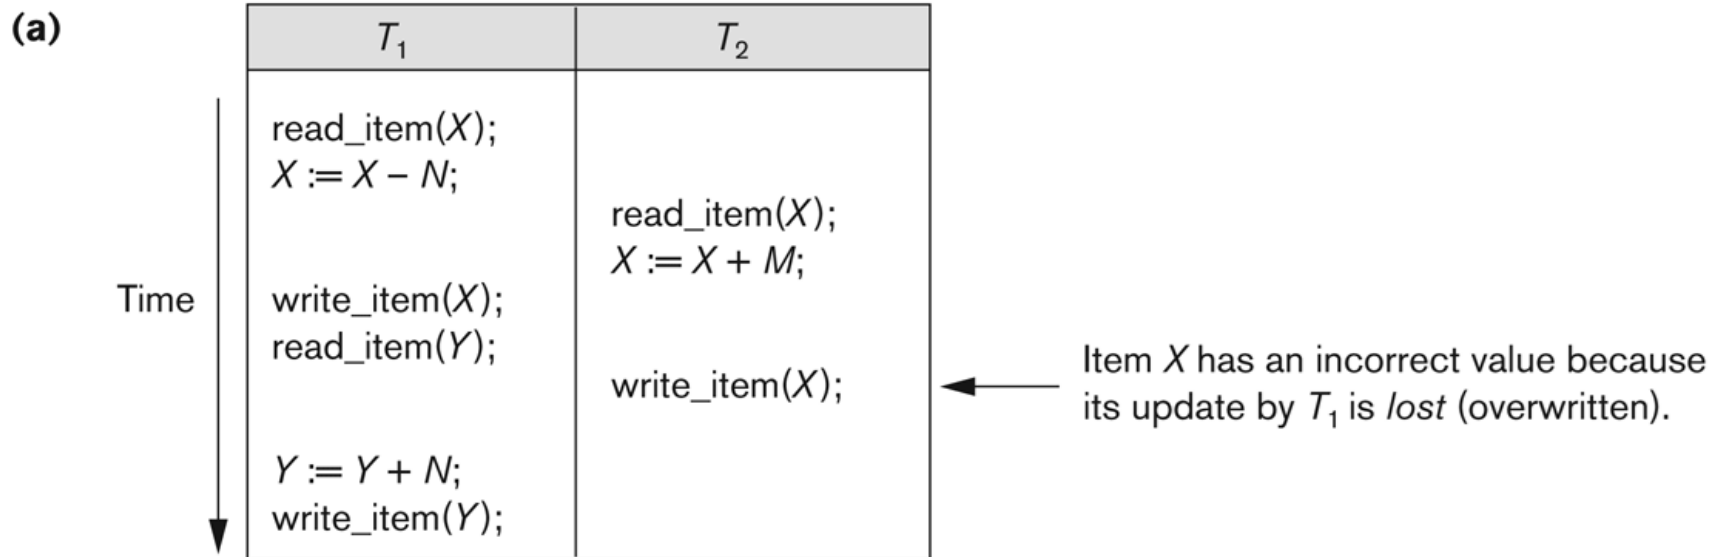 (a)
T₁ T₂
read_item(X);
X := X – N;
read_item(X);
X := X + M;
Time
write_item(X);
read_item(Y);
write_item(X);
Item X has an incorrect value because
its update by T₁ is lost (overwritten).
Y := Y + N;
write_item(Y);